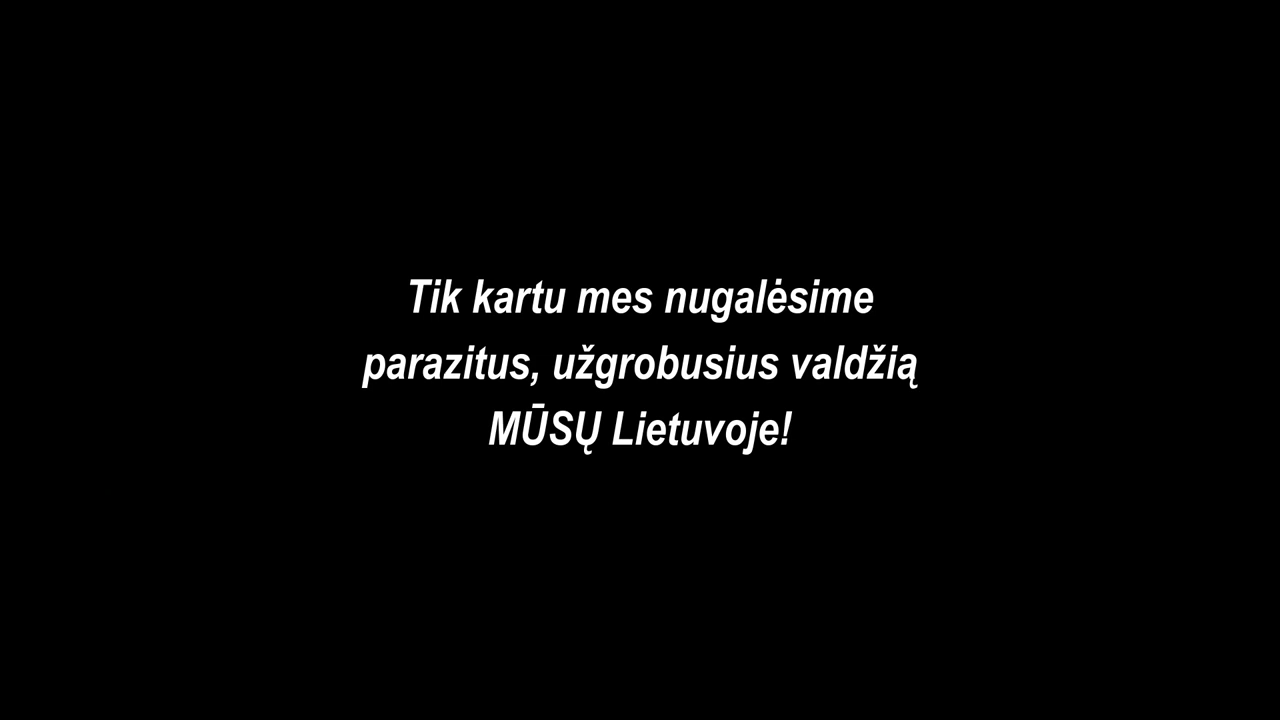 Tik kartu mes nugalėsime
parazitus, užgrobusius valdžią
MŪSŲ Lietuvoje!